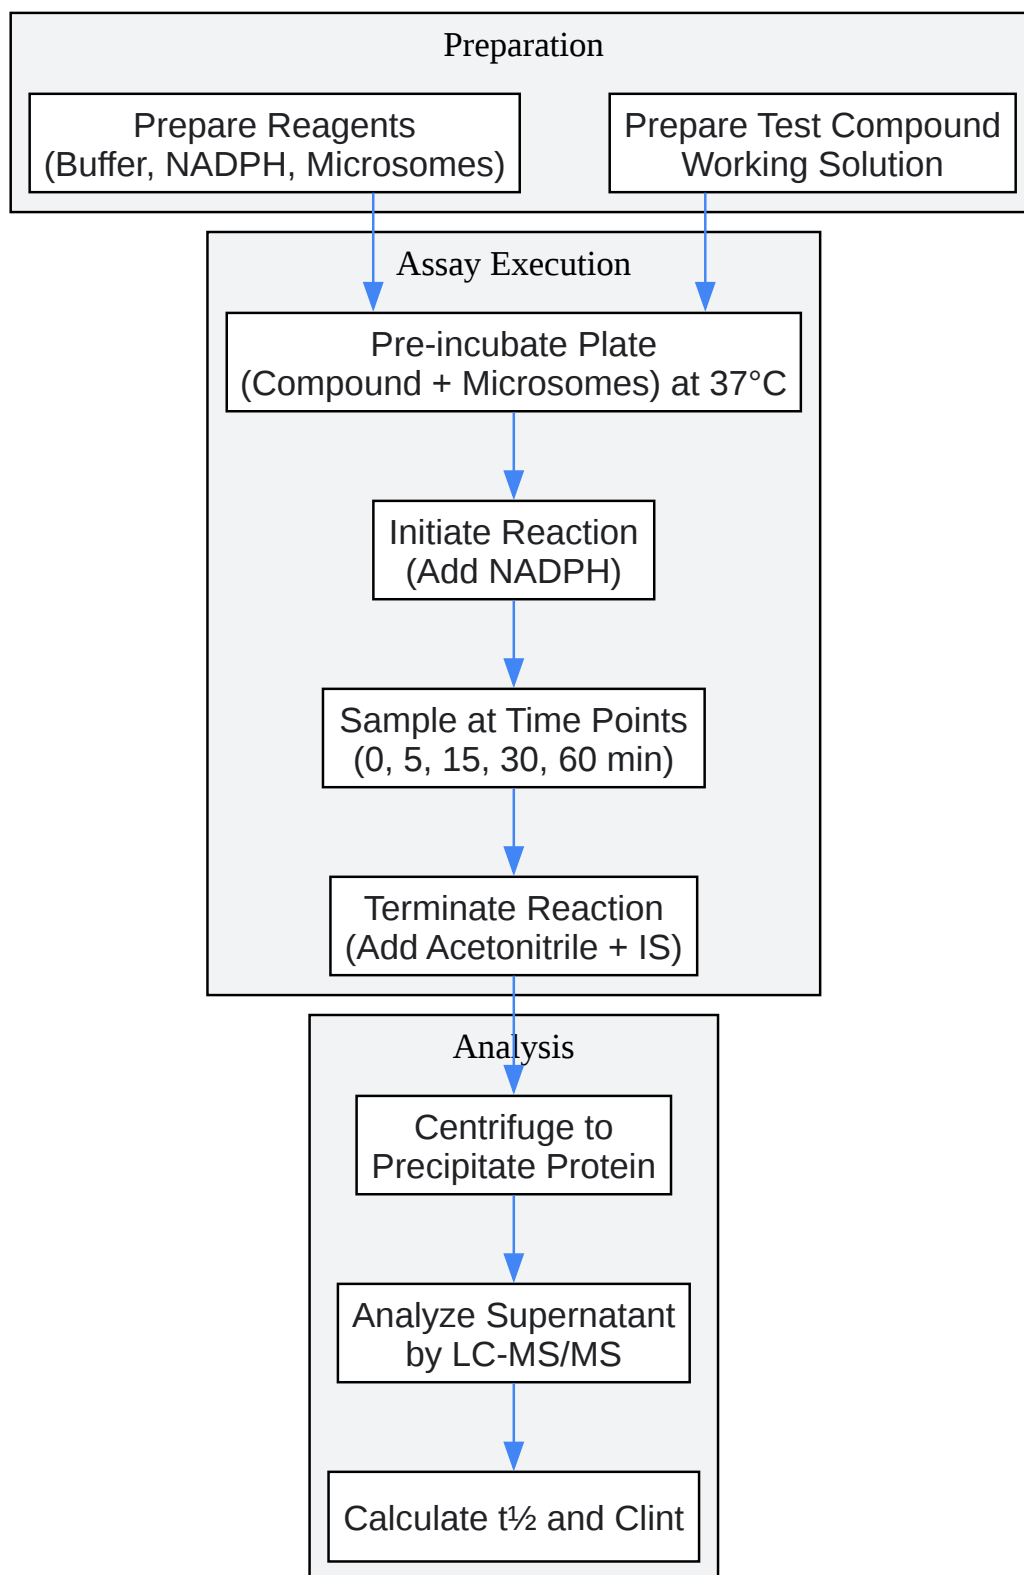 Preparation
Prepare Reagents
(Buffer, NADPH, Microsomes)
Prepare Test Compound
Working Solution
Assay Execution
Pre-incubate Plate
(Compound + Microsomes) at 37°C
Initiate Reaction
(Add NADPH)
Sample at Time Points
(0, 5, 15, 30, 60 min)
Terminate Reaction
(Add Acetonitrile + IS)
Analysis
Centrifuge to
Precipitate Protein
Analyze Supernatant
by LC-MS/MS
Calculate t½ and Clint